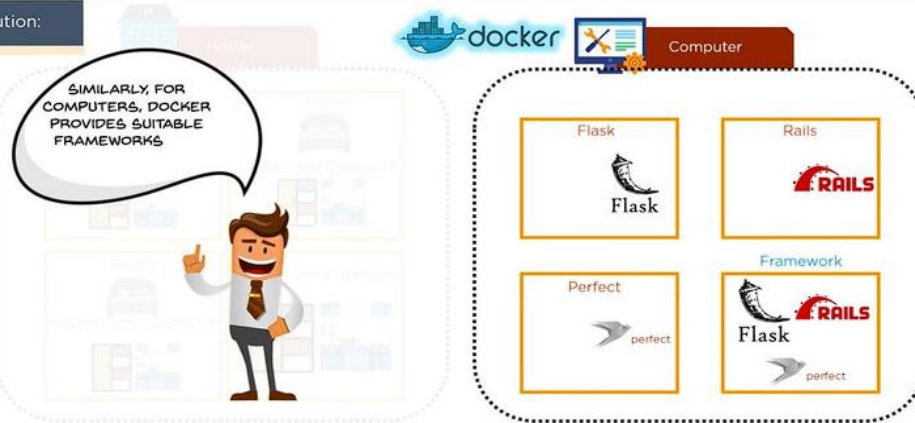 ution:
Hostel
docker
Computer
SIMILARLY, FOR
COMPUTERS, DOCKER
PROVIDES SUITABLE
FRAMEWORKS
Flask
Flask
Rails
RAILS
Perfect
perfect
Framework
Flask
RAILS
perfect